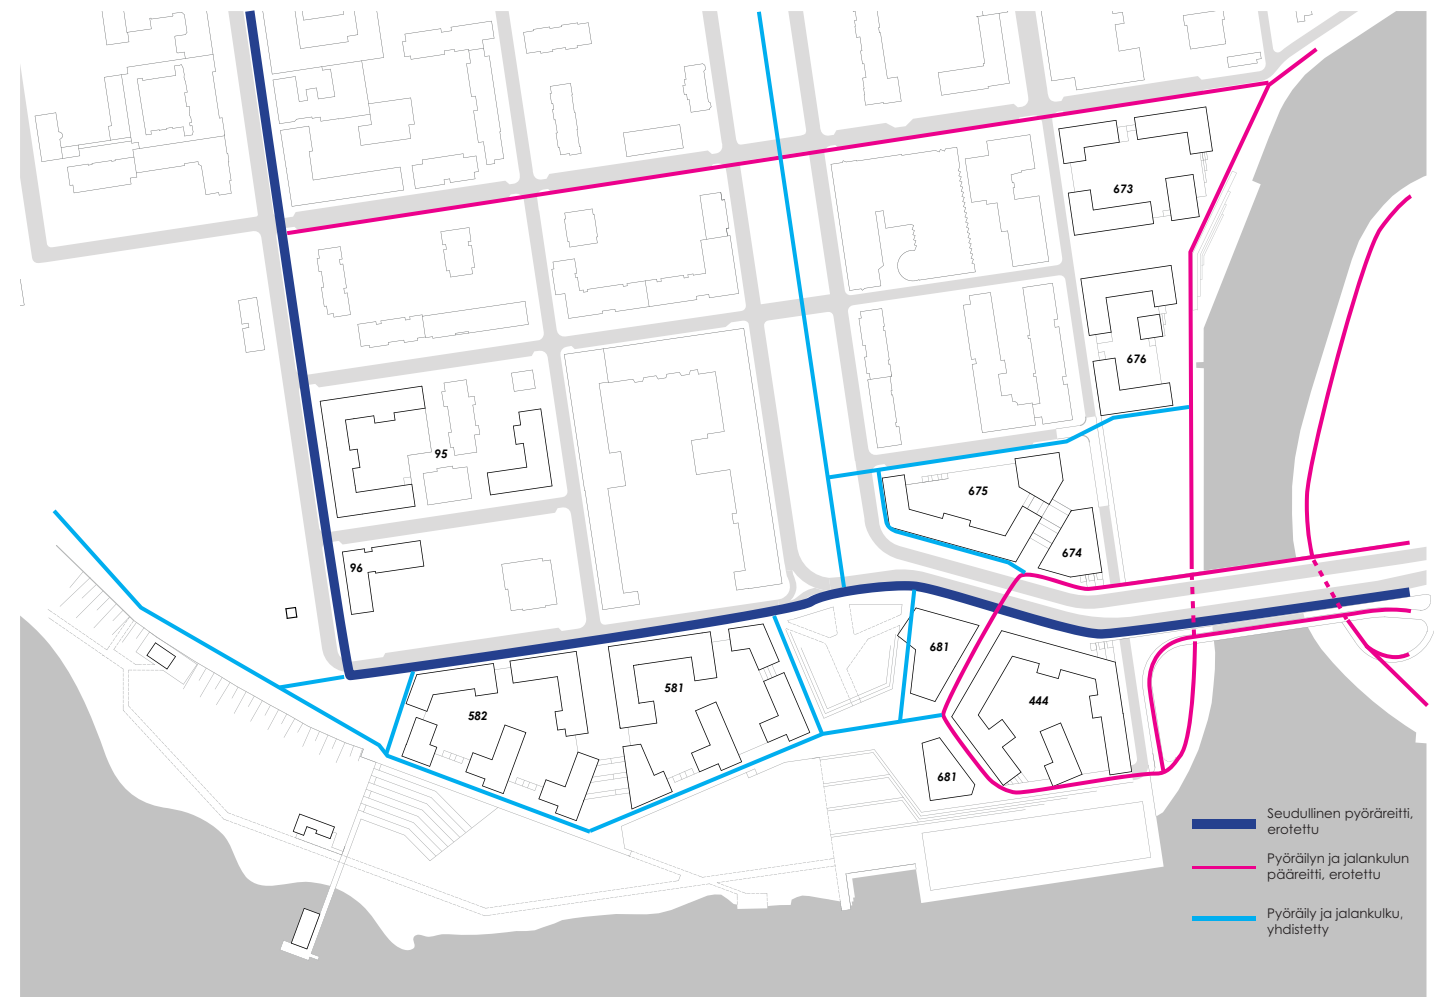 673
676
95
675
96
674
681
581
444
582
681
Seudullinen pyöräreitti,
erotettu
Pyöräilyn ja jalankulun
pääreitti, erotettu
Pyöräily ja jalankulku,
yhdistetty